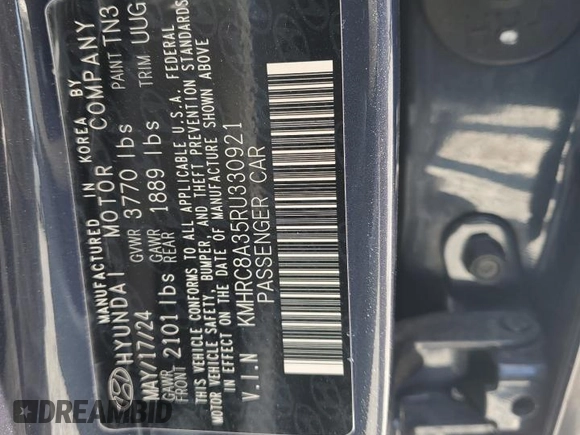 MANUFACTURED IN KOREA BY
HYUNDAI MOTOR COMPANY
MAY/17/24 GVWR 3770 lbs PAINT TN3
GAWR FRONT 2101 lbs GAWR REAR 1889 lbs TRIM UUG
THIS VEHICLE CONFORMS TO ALL APPLICABLE U.S.A. FEDERAL
MOTOR VEHICLE SAFETY, BUMPER, AND THEFT PREVENTION STANDARDS
IN EFFECT ON THE DATE OF MANUFACTURE SHOWN ABOVE
V.I.N KMHRC8A35RU330921
PASSENGER CAR
DREAMBID